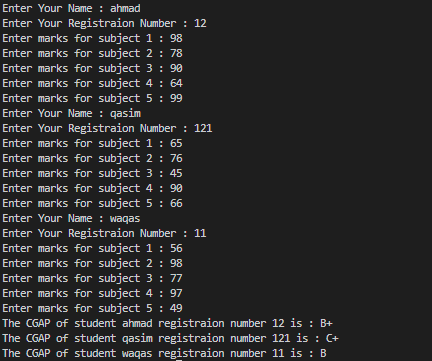 Enter Your Name : ahmad
Enter Your Registraion Number : 12
Enter marks for subject 1 : 98
Enter marks for subject 2 : 78
Enter marks for subject 3 : 90
Enter marks for subject 4 : 64
Enter marks for subject 5 : 99
Enter Your Name : qasim
Enter Your Registraion Number : 121
Enter marks for subject 1 : 65
Enter marks for subject 2 : 76
Enter marks for subject 3 : 45
Enter marks for subject 4 : 90
Enter marks for subject 5 : 66
Enter Your Name : waqas
Enter Your Registraion Number : 11
Enter marks for subject 1 : 56
Enter marks for subject 2 : 98
Enter marks for subject 3 : 77
Enter marks for subject 4 : 97
Enter marks for subject 5 : 49
The CGAP of student ahmad registraion number 12 is : B+
The CGAP of student qasim registraion number 121 is : C+
The CGAP of student waqas registraion number 11 is : B